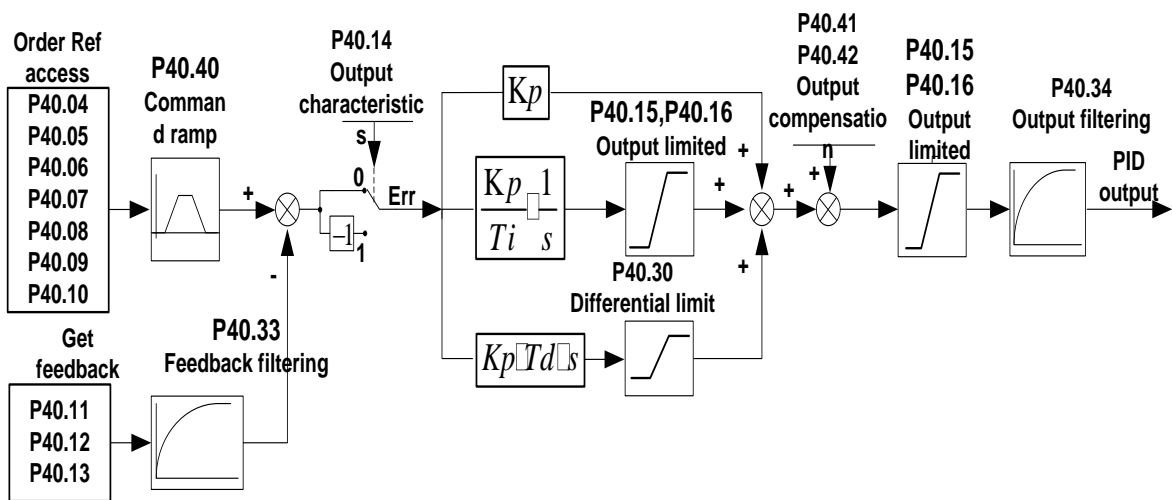 Order Ref
access
P40.04
P40.05
P40.06
P40.07
P40.08
P40.09
P40.10
P40.40
Comman
d ramp
+
-
Get
feedback
P40.11
P40.12
P40.13
P40.33
Feedback filtering
P40.14
Output
characteristic
s
0
-1
1
Err
Kp
Kp 1
Ti s
Kp Td s
P40.15,P40.16
Output limited
+
+
+
P40.30
Differential limit
P40.41
P40.42
Output
compensatio
n
+
+
P40.15
P40.16
Output
limited
P40.34
Output filtering
PID
output